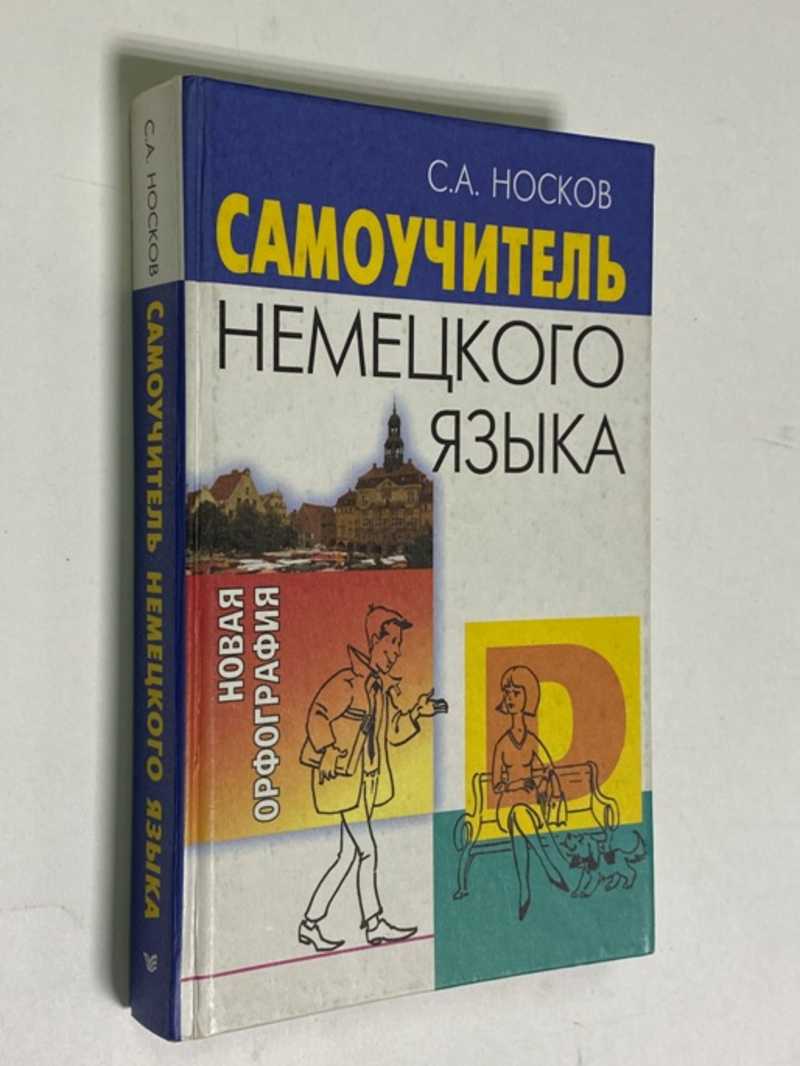 С.А. НОСКОВ
САМОУЧИТЕЛЬ
НЕМЕЦКОГО
ЯЗЫКА
НОВАЯ
ОРФОГРАФИЯ
D
С.А. НОСКОВ
САМОУЧИТЕЛЬ НЕМЕЦКОГО ЯЗЫКА